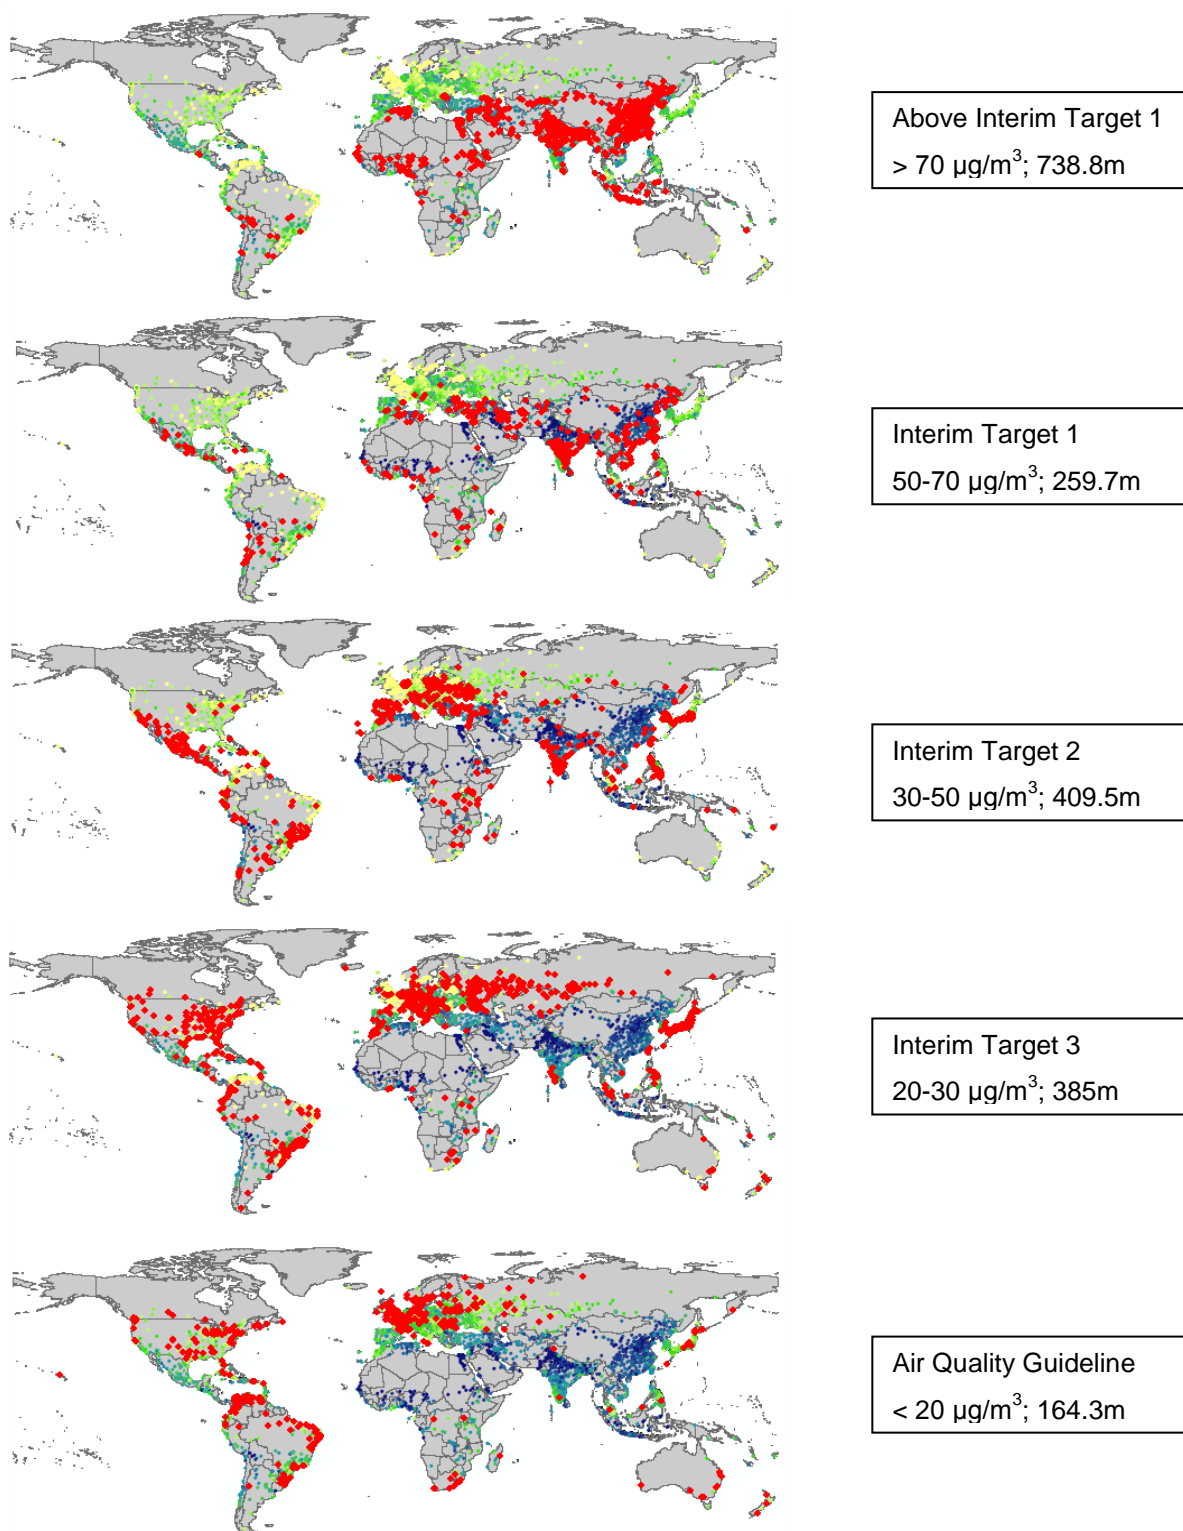 Above Interim Target 1
> 70 µg/m³; 738.8m
Interim Target 1
50-70 µg/m³; 259.7m
Interim Target 2
30-50 µg/m³; 409.5m
Interim Target 3
20-30 µg/m³; 385m
Air Quality Guideline
< 20 µg/m³; 164.3m